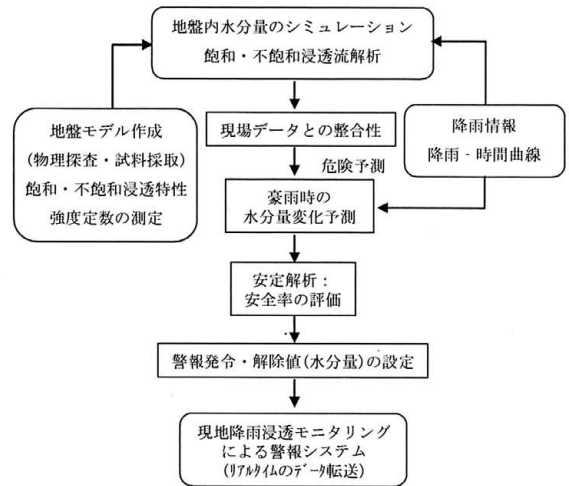 地盤内水分量のシミュレーション
飽和・不飽和浸透流解析
地盤モデル作成
(物理探査・試料採取)
飽和・不飽和浸透特性
強度定数の測定
現場データとの整合性
降雨情報
降雨‐時間曲線
危険予測
豪雨時の
水分量変化予測
安定解析：
安全率の評価
警報発令・解除値(水分量)の設定
現地降雨浸透モニタリング
による警報システム
(ﾘｱﾙﾀｲﾑのﾃﾞｰﾀ転送)